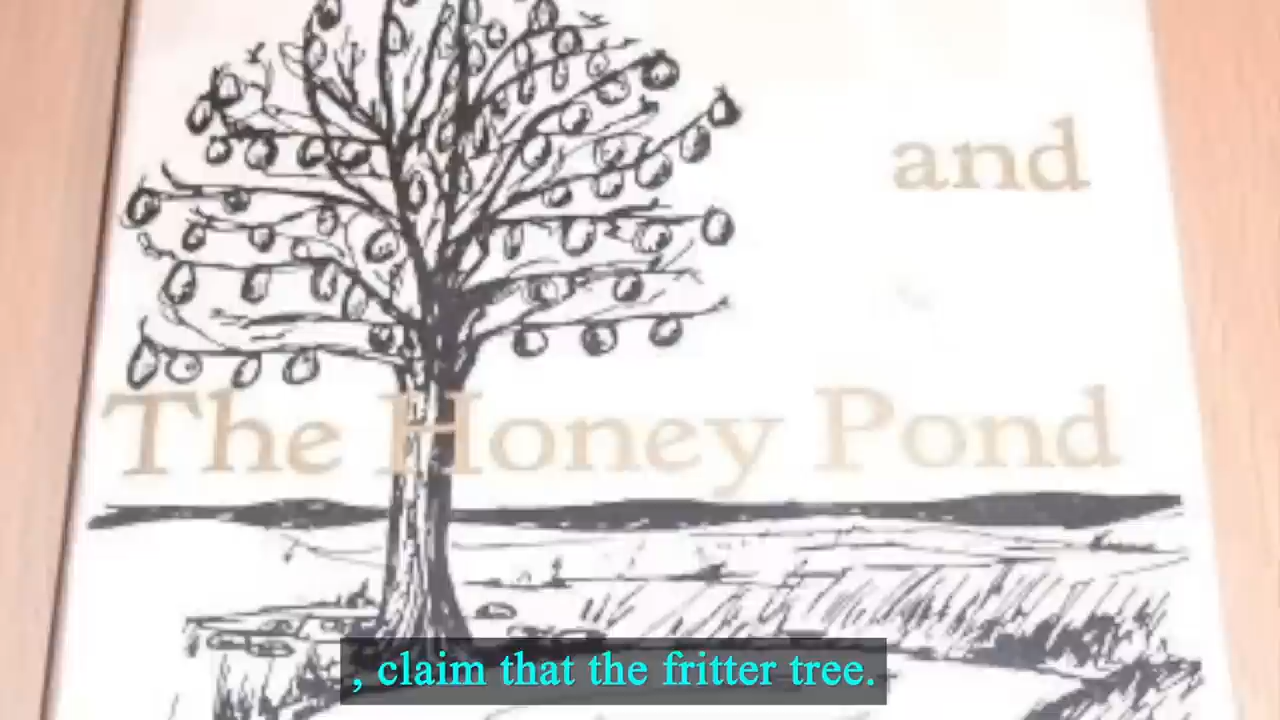 and
The Honey Pond
, claim that the fritter tree.